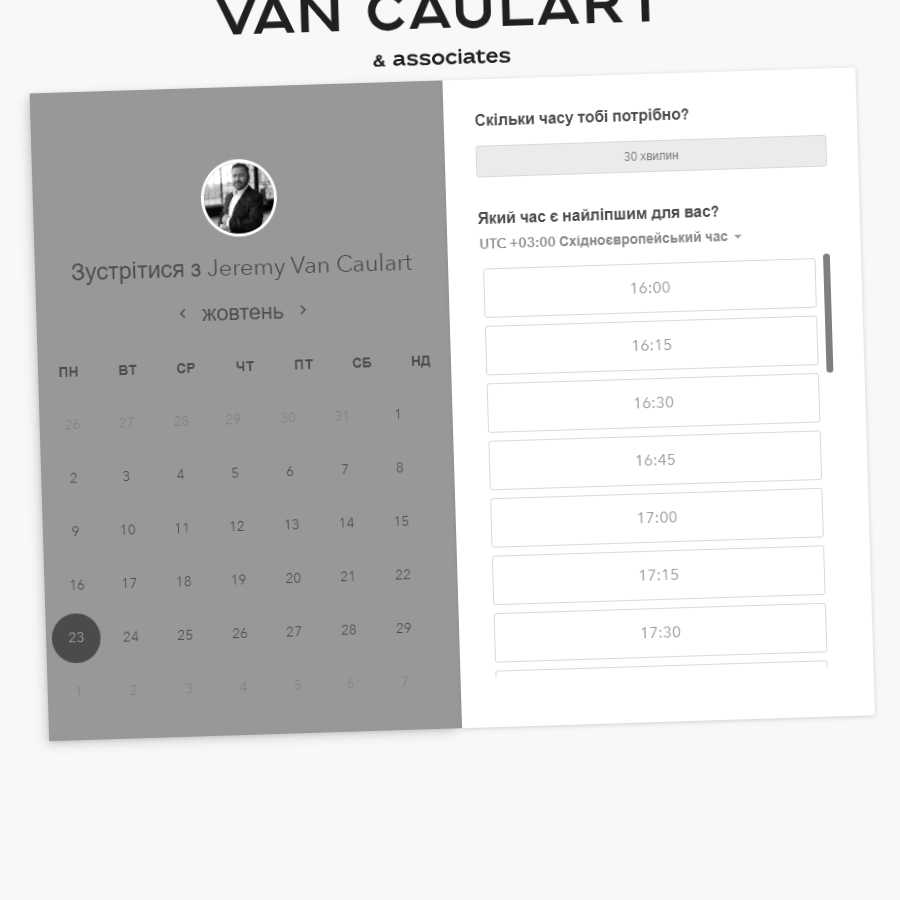 VAN CAULART
& associates
Зустрітися з Jeremy Van Caulart
‹ жовтень ›
ПН ВТ СР ЧТ ПТ СБ НД
26 27 28 29 30 31 1
2 3 4 5 6 7 8
9 10 11 12 13 14 15
16 17 18 19 20 21 22
23 24 25 26 27 28 29
1 2 3 4 5 6 7
Скільки часу тобі потрібно?
30 хвилин
Який час є найліпшим для вас?
UTC +03:00 Східноєвропейський час
16:00
16:15
16:30
16:45
17:00
17:15
17:30